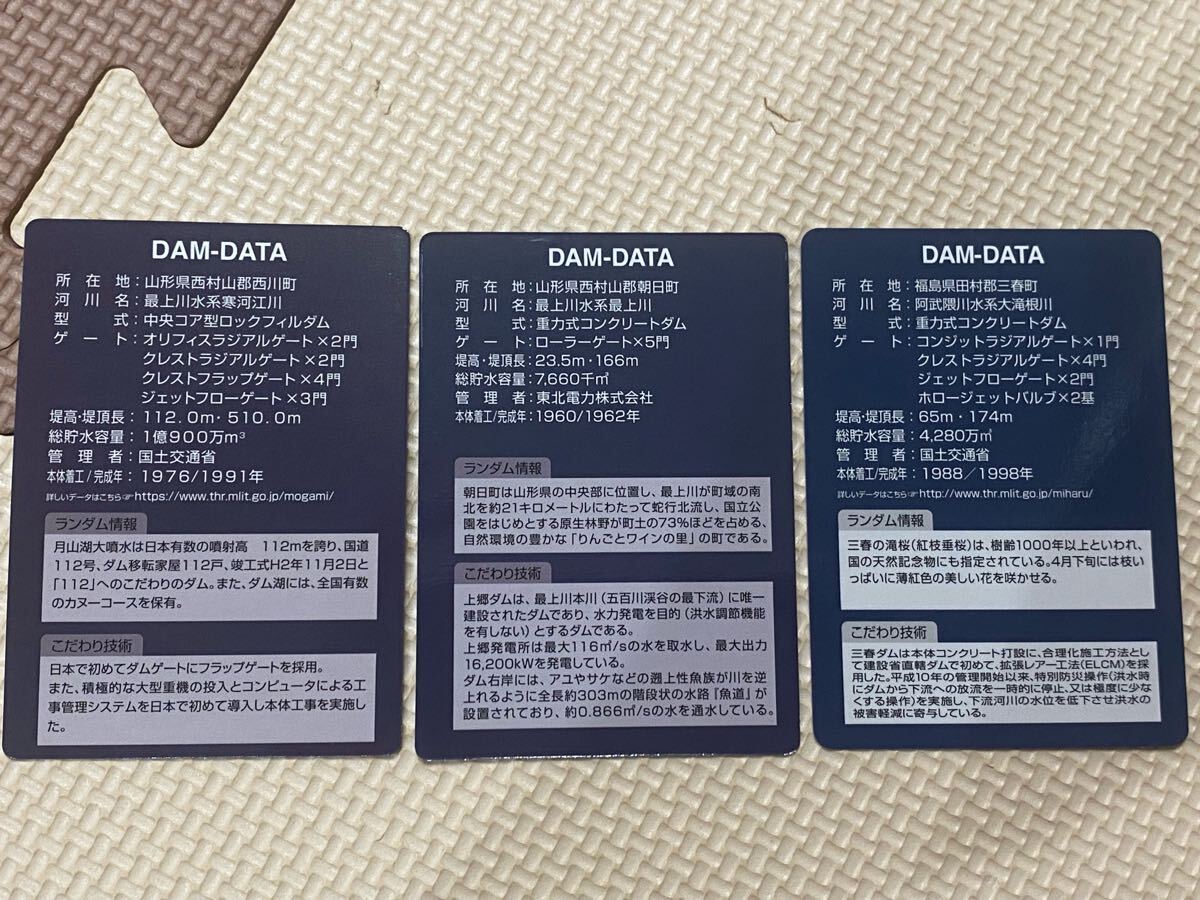 DAM-DATA
所在地：山形県西村山郡西川町
河川名：最上川水系寒河江川
型式：中央コア型ロックフィルダム
ゲート：オリフィスラジアルゲート×2門
クレストラジアルゲート×2門
クレストフラップゲート×4門
ジェットフローゲート×3門
堤高・堤頂長：112.0m・510.0m
総貯水容量：1億900万m³
管理者：国土交通省
本体着工/完成年：1976/1991年
詳しいデータはこちら☞https://www.thr.mlit.go.jp/mogami/
ランダム情報
月山湖大噴水は日本有数の噴射高 112mを誇り、国道
112号、ダム移転家屋112戸、竣工式H2年11月2日と
「112」へのこだわりのダム。また、ダム湖には、全国有数
のカヌーコースを保有。
こだわり技術
日本で初めてダムゲートにフラップゲートを採用。
また、積極的な大型重機の投入とコンピュータによる工
事管理システムを日本で初めて導入し本体工事を実施し
た。
DAM-DATA
所在地：山形県西村山郡朝日町
河川名：最上川水系最上川
型式：重力式コンクリートダム
ゲート：ローラーゲート×5門
堤高・堤頂長：23.5m・166m
総貯水容量：7,660千㎥
管理者：東北電力株式会社
本体着工/完成年：1960/1962年
ランダム情報
朝日町は山形県の中央部に位置し、最上川が町域の南
北を約21キロメートルにわたって蛇行北流し、国立公
園をはじめとする原生林野が町土の73%ほどを占める、
自然環境の豊かな「りんごとワインの里」の町である。
こだわり技術
上郷ダムは、最上川本川（五百川渓谷の最下流）に唯一
建設されたダムであり、水力発電を目的（洪水調節機能
を有しない）とするダムである。
上郷発電所は最大116㎥/sの水を取水し、最大出力
16,200kWを発電している。
ダム右岸には、アユやサケなどの遡上性魚族が川を逆
上れるように全長約303mの階段状の水路『魚道』が
設置されており、約0.866㎥/sの水を通水している。
DAM-DATA
所在地：福島県田村郡三春町
河川名：阿武隈川水系大滝根川
型式：重力式コンクリートダム
ゲート：コンジットラジアルゲート×1門
クレストラジアルゲート×4門
ジェットフローゲート×2門
ホロージェットバルブ×2基
堤高・堤頂長：65m・174m
総貯水容量：4,280万㎥
管理者：国土交通省
本体着工/完成年：1988／1998年
詳しいデータはこちら☞http://www.thr.mlit.go.jp/miharu/
ランダム情報
三春の滝桜(紅枝垂桜)は、樹齢1000年以上といわれ、
国の天然記念物にも指定されている。4月下旬には枝い
っぱいに薄紅色の美しい花を咲かせる。
こだわり技術
三春ダムは本体コンクリート打設に、合理化施工方法とし
て建設省直轄ダムで初めて、拡張レアー工法(ELCM)を採
用した。平成10年の管理開始以来、特別防災操作(洪水時
にダムから下流への放流を一時的に停止、又は極度に少な
くする操作)を実施し、下流河川の水位を低下させ洪水の
被害軽減に寄与している。